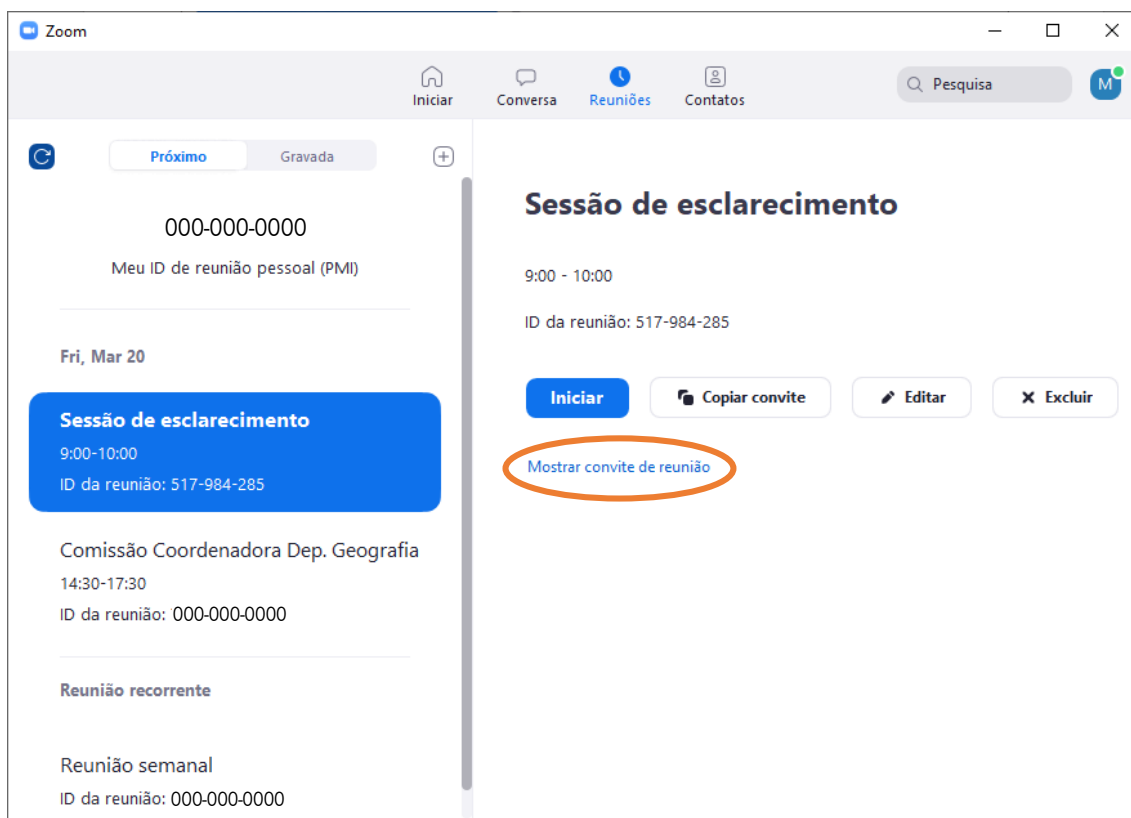 Zoom
Iniciar
Conversa
Reuniões
Contatos
Pesquisa
M
Próximo
Gravada
000-000-0000
Meu ID de reunião pessoal (PMI)
Fri, Mar 20
Sessão de esclarecimento
9:00-10:00
ID da reunião: 517-984-285
Comissão Coordenadora Dep. Geografia
14:30-17:30
ID da reunião: 000-000-0000
Reunião recorrente
Reunião semanal
ID da reunião: 000-000-0000
Sessão de esclarecimento
9:00 - 10:00
ID da reunião: 517-984-285
Iniciar
Copiar convite
Editar
Excluir
Mostrar convite de reunião